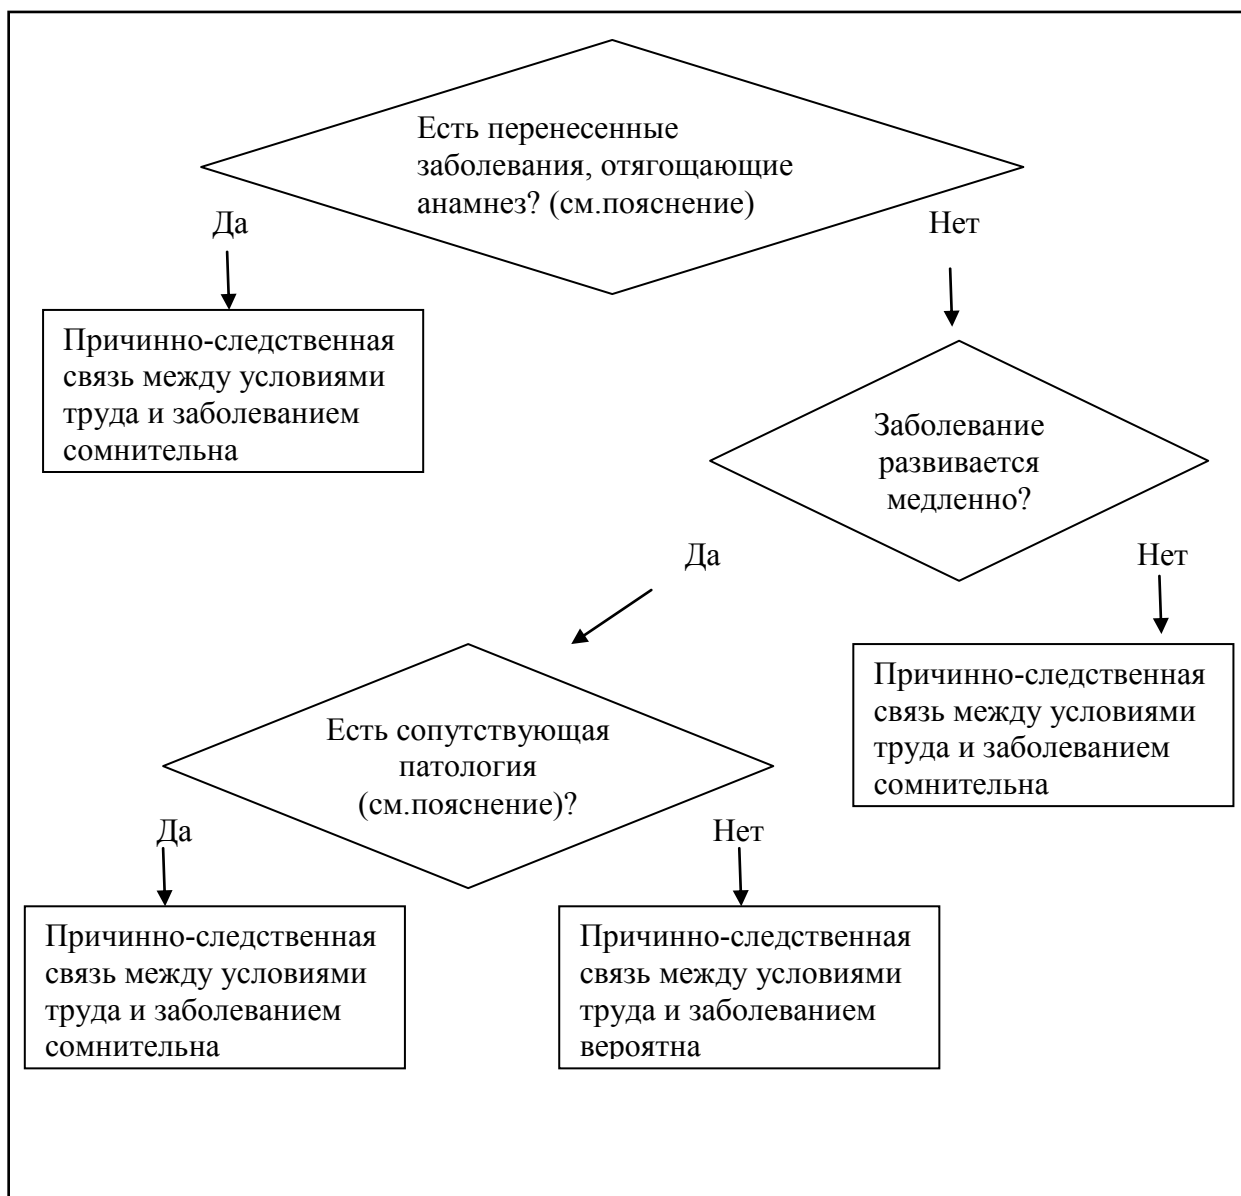 Есть перенесенные
заболевания, отягощающие
анамнез? (см.пояснение)
Да
Нет
Причинно-следственная
связь между условиями
труда и заболеванием
сомнительна
Заболевание
развивается
медленно?
Да
Нет
Есть сопутствующая
патология
(см.пояснение)?
Причинно-следственная
связь между условиями
труда и заболеванием
сомнительна
Да
Нет
Причинно-следственная
связь между условиями
труда и заболеванием
сомнительна
Причинно-следственная
связь между условиями
труда и заболеванием
вероятна